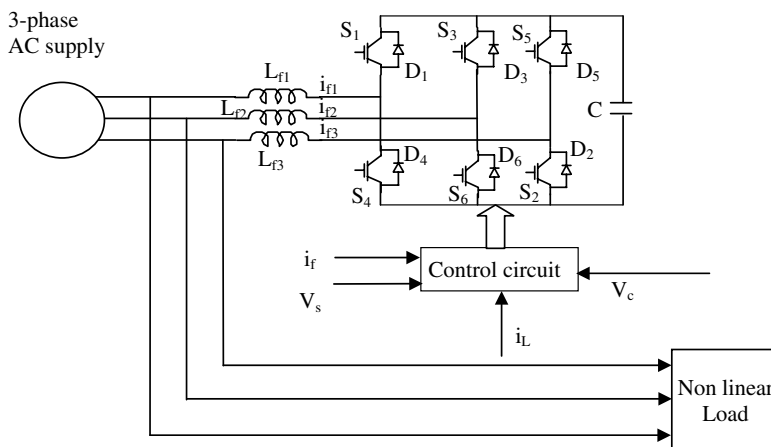 3-phase
AC supply
S1
S3
S5
D1
D3
D5
Lf1
if1
Lf2
if2
Lf3
if3
C
D4
D6
D2
S4
S6
S2
if
Control circuit
Vs
Vc
iL
Non linear
Load